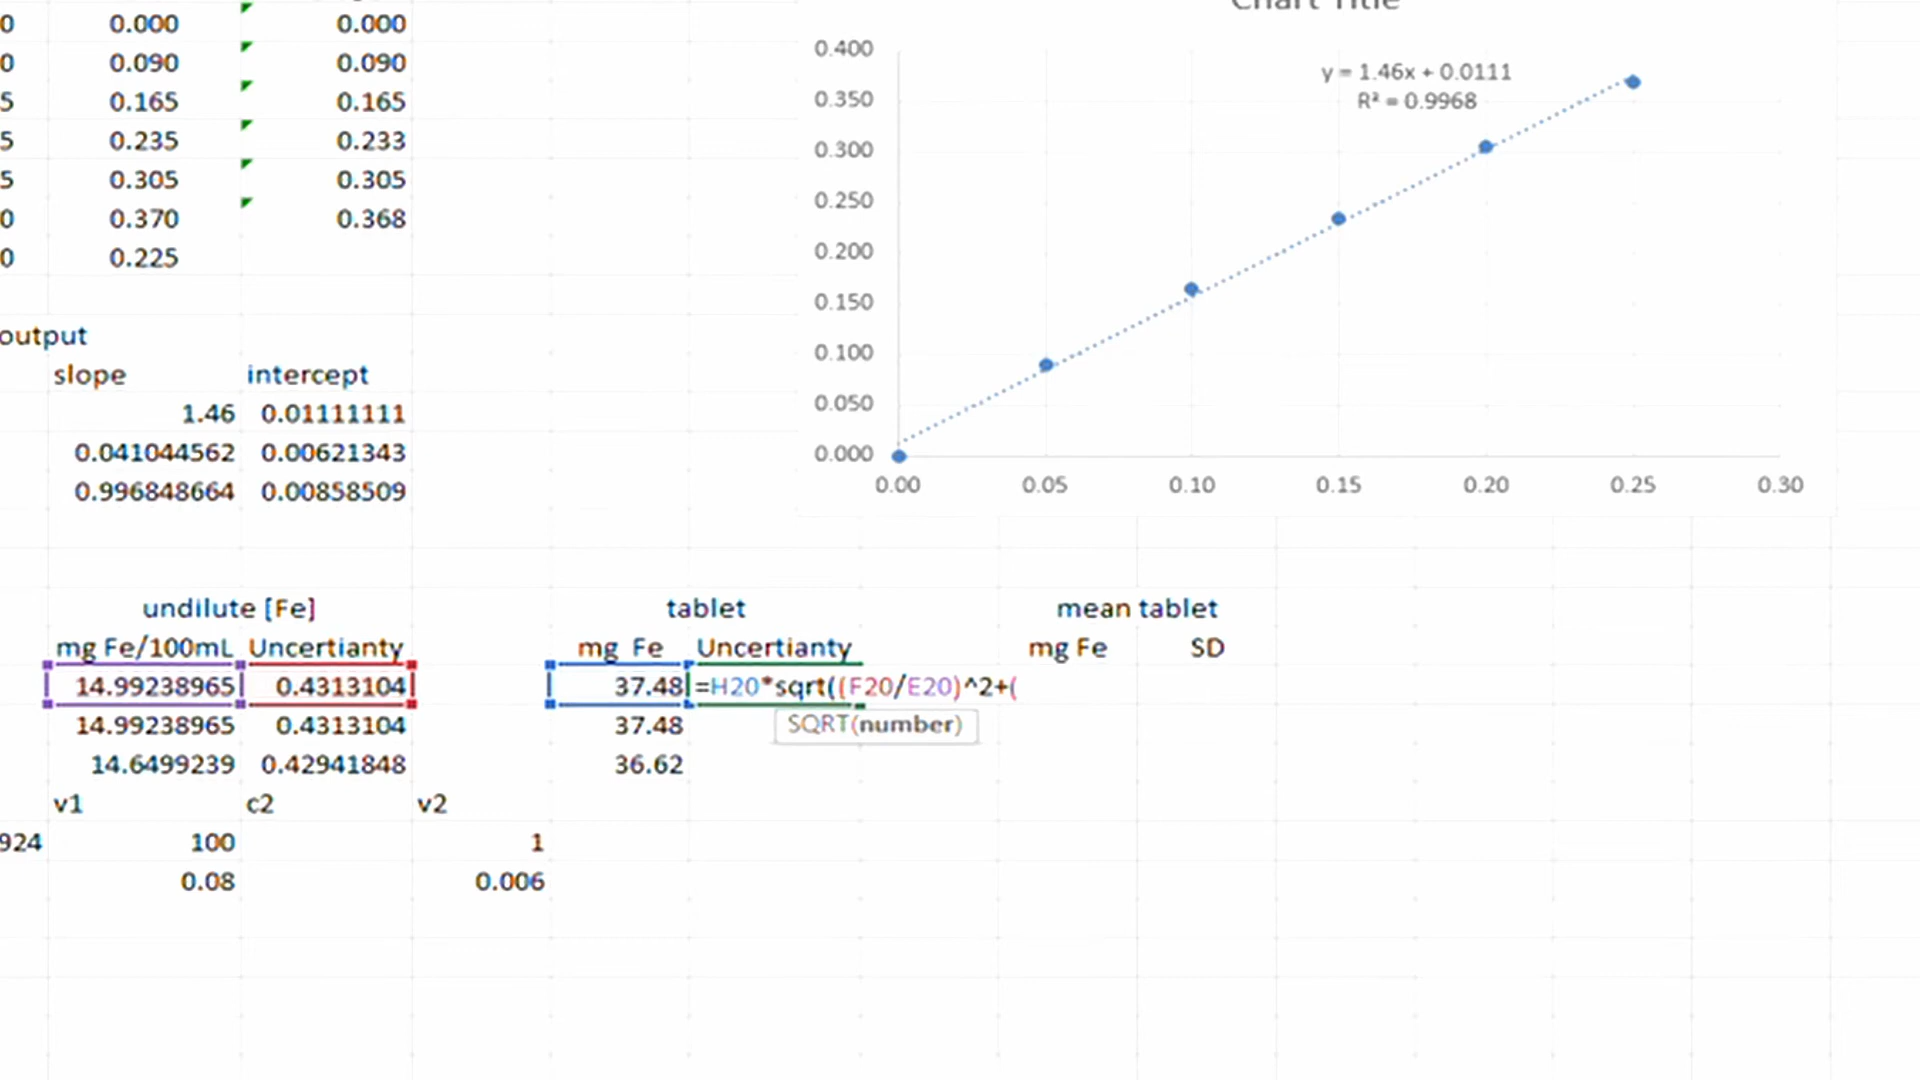 Chart Title
0 0.000 0.000
0 0.090 0.090
5 0.165 0.165
5 0.235 0.233
5 0.305 0.305
0 0.370 0.368
0 0.225
0.400
0.350
0.300
0.250
0.200
0.150
0.100
0.050
0.000
y = 1.46x + 0.0111
R² = 0.9968
0.00 0.05 0.10 0.15 0.20 0.25 0.30
output
slope intercept
1.46 0.01111111
0.041044562 0.00621343
0.996848664 0.00858509
undilute [Fe] tablet mean tablet
mg Fe/100mL Uncertianty mg Fe Uncertianty mg Fe SD
14.99238965 0.4313104 37.48 =H20*sqrt((F20/E20)^2+(
14.99238965 0.4313104 37.48 SQRT(number)
14.6499239 0.42941848 36.62
v1 c2 v2
924 100 1
0.08 0.006